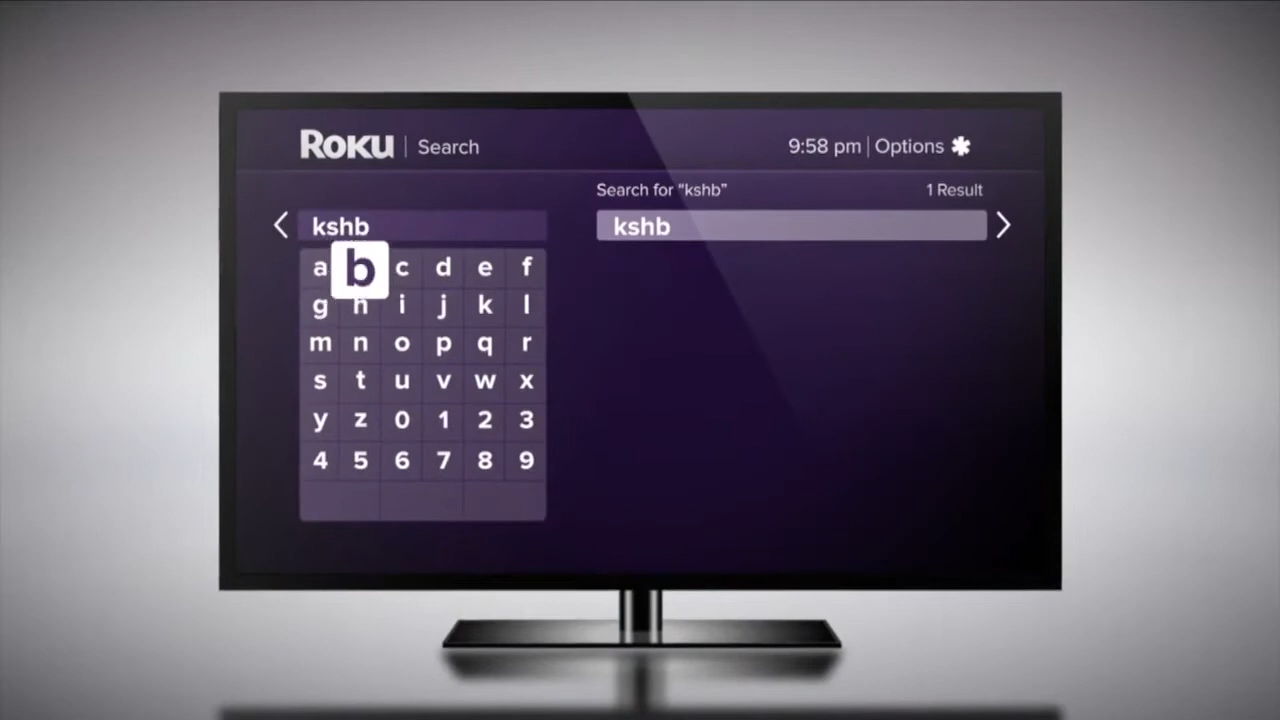 Roku | Search
9:58 pm | Options ✱
kshb
a b c d e f
g h i j k l
m n o p q r
s t u v w x
y z 0 1 2 3
4 5 6 7 8 9
Search for “kshb”
1 Result
kshb